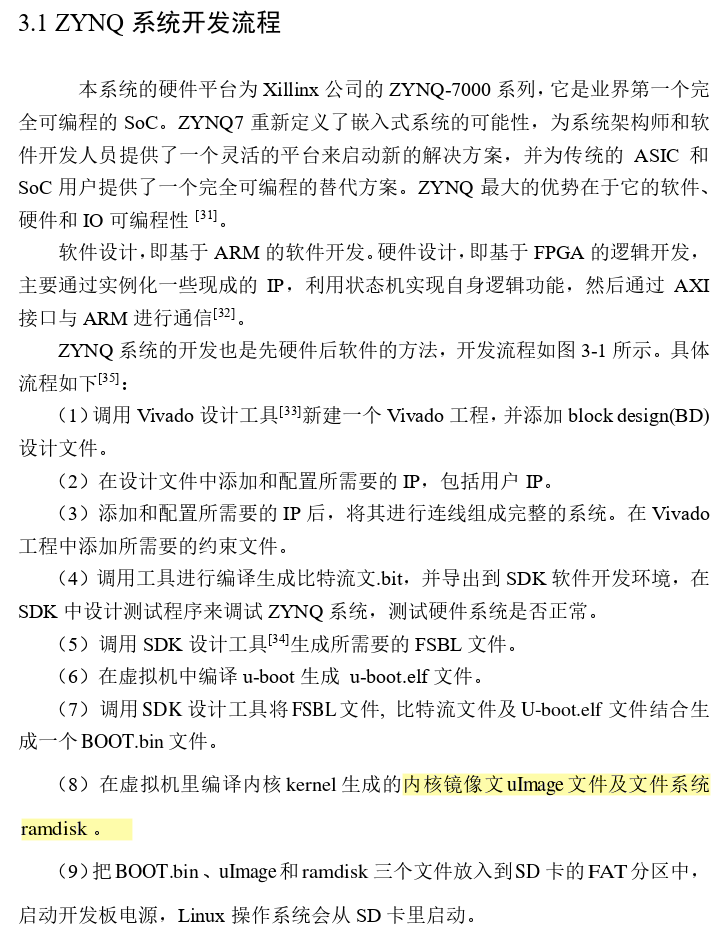 3.1 ZYNQ 系统开发流程
本系统的硬件平台为 Xillinx 公司的 ZYNQ-7000 系列，它是业界第一个完
全可编程的 SoC。ZYNQ7 重新定义了嵌入式系统的可能性，为系统架构师和软
件开发人员提供了一个灵活的平台来启动新的解决方案，并为传统的 ASIC 和
SoC 用户提供了一个完全可编程的替代方案。ZYNQ 最大的优势在于它的软件、
硬件和 IO 可编程性 [31]。
软件设计，即基于 ARM 的软件开发。硬件设计，即基于 FPGA 的逻辑开发，
主要通过实例化一些现成的 IP，利用状态机实现自身逻辑功能，然后通过 AXI
接口与 ARM 进行通信[32]。
ZYNQ 系统的开发也是先硬件后软件的方法，开发流程如图 3-1 所示。具体
流程如下[35]：
（1）调用 Vivado 设计工具[33]新建一个 Vivado 工程，并添加 block design(BD)
设计文件。
（2）在设计文件中添加和配置所需要的 IP，包括用户 IP。
（3）添加和配置所需要的 IP 后，将其进行连线组成完整的系统。在 Vivado
工程中添加所需要的约束文件。
（4）调用工具进行编译生成比特流文.bit，并导出到 SDK 软件开发环境，在
SDK 中设计测试程序来调试 ZYNQ 系统，测试硬件系统是否正常。
（5）调用 SDK 设计工具[34]生成所需要的 FSBL 文件。
（6）在虚拟机中编译 u-boot 生成 u-boot.elf 文件。
（7）调用 SDK 设计工具将 FSBL 文件, 比特流文件及 U-boot.elf 文件结合生
成一个 BOOT.bin 文件。
（8）在虚拟机里编译内核 kernel 生成的内核镜像文 uImage 文件及文件系统
ramdisk 。
（9）把 BOOT.bin、uImage 和 ramdisk 三个文件放入到 SD 卡的 FAT 分区中，
启动开发板电源，Linux 操作系统会从 SD 卡里启动。